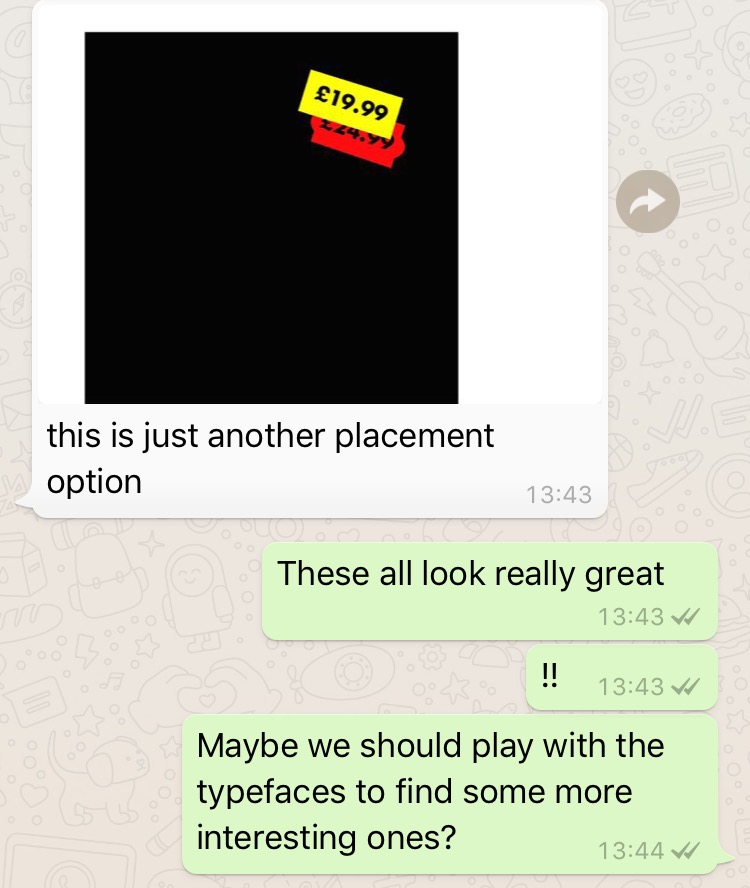 £19.99
£24.99
this is just another placement
option
13:43
These all look really great
13:43
!!
13:43
Maybe we should play with the
typefaces to find some more
interesting ones?
13:44